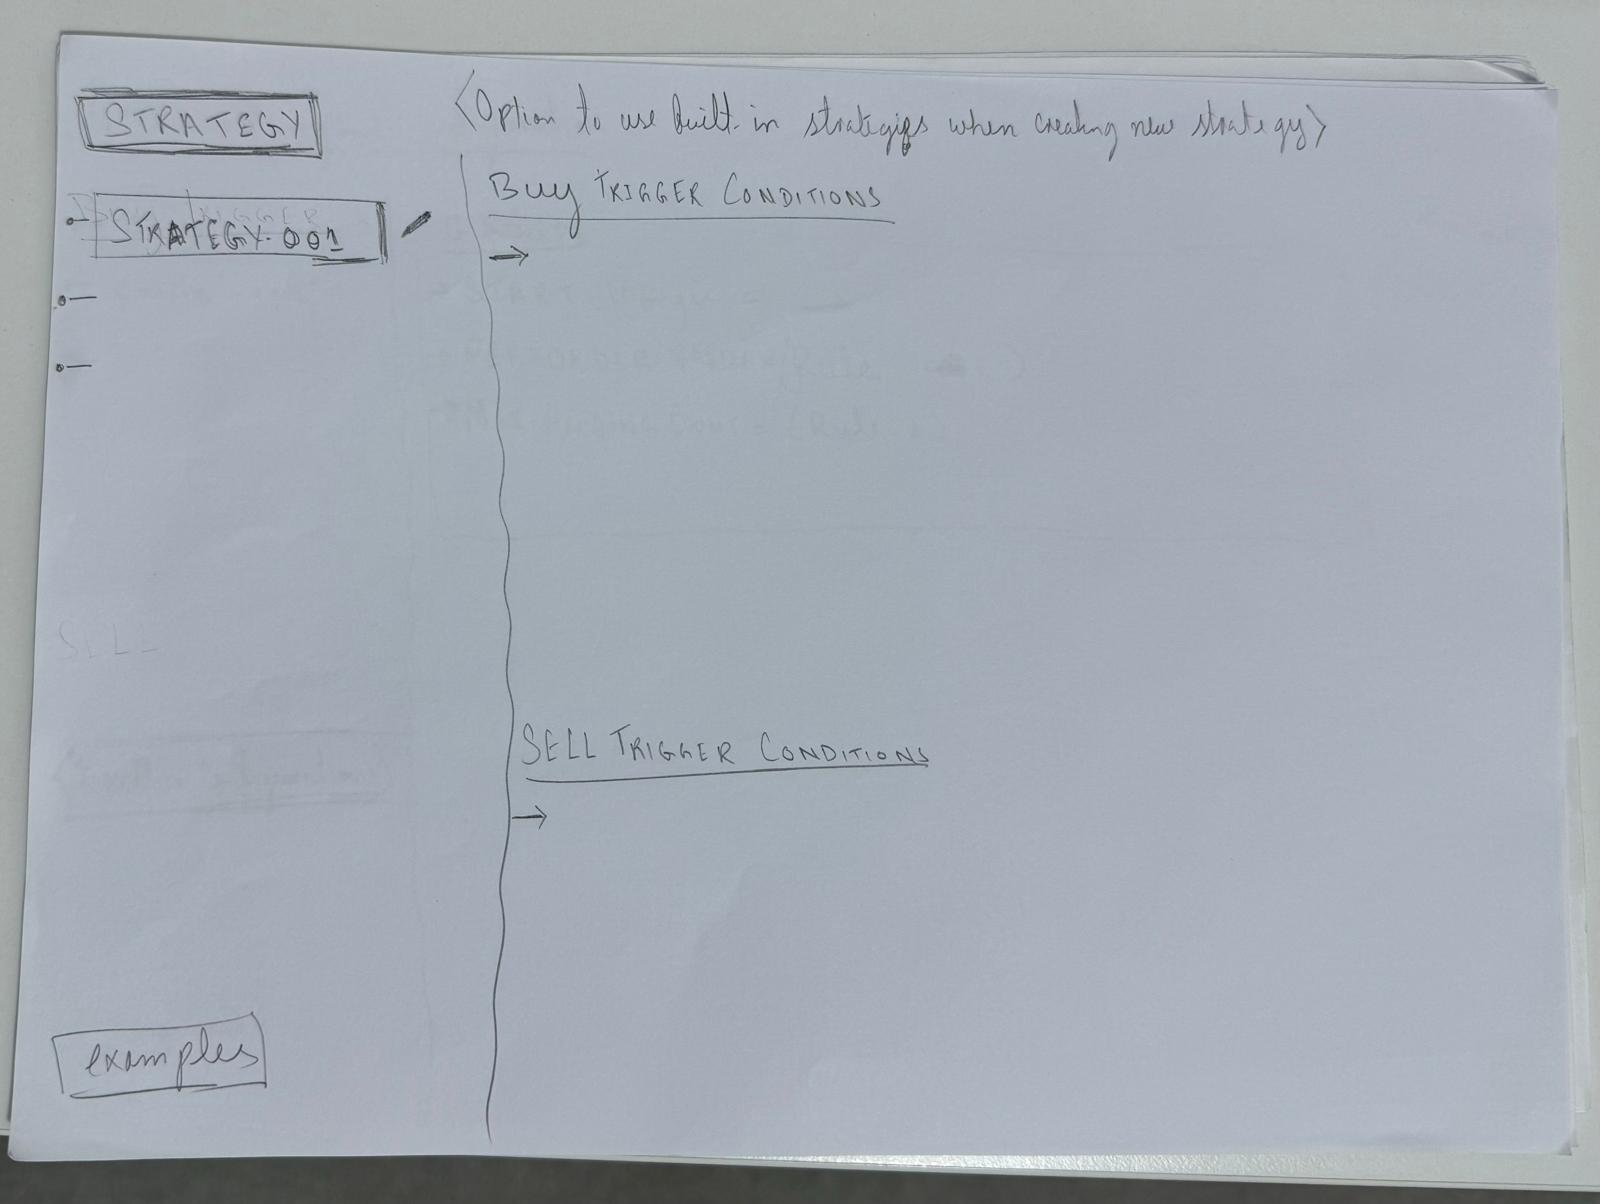 STRATEGY
<Option to use built-in strategies when creating new strategy>
STRATEGY-001
BUY TRIGGER CONDITIONS
→
SELL
SELL TRIGGER CONDITIONS
→
examples